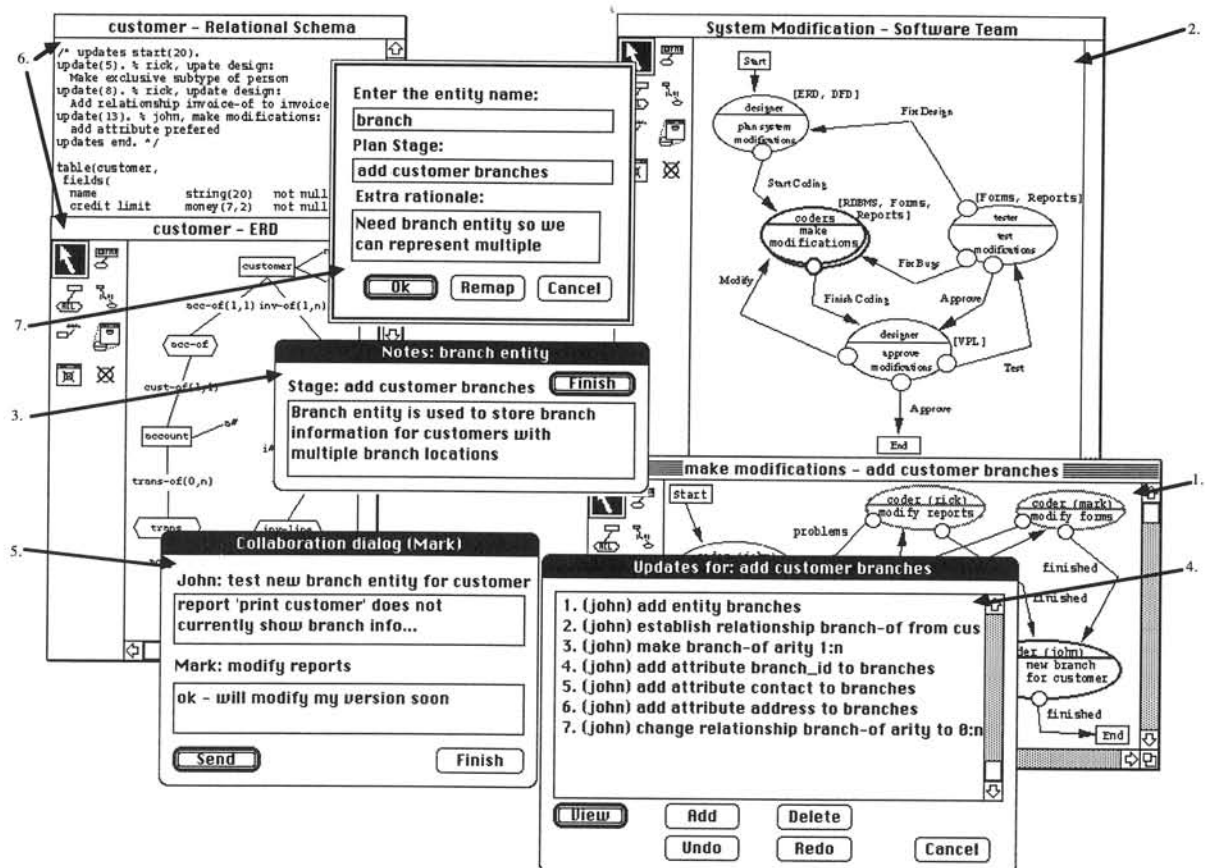 customer - Relational Schema
6.
/* updates start(20).
update(5). % rick, upate design:
Make exclusive subtype of person
update(8). % rick, update design:
Add relationship invoice-of to invoice
update(13). % john, make modifications:
add attribute prefered
updates end. */
table(customer,
fields(
name string(20) not null
credit limit money(7,2) not null
customer - ERD
customer
acc-of(1,1) inv-of(1,n)
acc-of
cust-of(1,1)
account
a#
trans-of(0,n)
trans
inv-line
Enter the entity name:
branch
Plan Stage:
add customer branches
Extra rationale:
Need branch entity so we
can represent multiple
Ok Remap Cancel
7.
Notes: branch entity
Stage: add customer branches
Finish
Branch entity is used to store branch
information for customers with
multiple branch locations
3.
System Modification - Software Team
2.
Start
[ERD, DFD]
designer
plan system
modifications
Fix Design
Start Coding
[RDBMS, Forms,
Reports]
coders
make
modifications
[Forms, Reports]
tester
test
modifications
Fix Bugs
Modify
Finish Coding
Approve
designer
[VPL]
approve
modifications
Test
Approve
End
make modifications - add customer branches
1.
Start
coder (rick)
modify reports
coder (mark)
modify forms
problems
finished
finished
(john)
new branch
for customer
finished
End
Collaboration dialog (Mark)
5.
John: test new branch entity for customer
report 'print customer' does not
currently show branch info...
Mark: modify reports
ok - will modify my version soon
Send Finish
Updates for: add customer branches
4.
1. (john) add entity branches
2. (john) establish relationship branch-of from cus
3. (john) make branch-of arity 1:n
4. (john) add attribute branch_id to branches
5. (john) add attribute contact to branches
6. (john) add attribute address to branches
7. (john) change relationship branch-of arity to 0:n
View Add Delete
Undo Redo Cancel